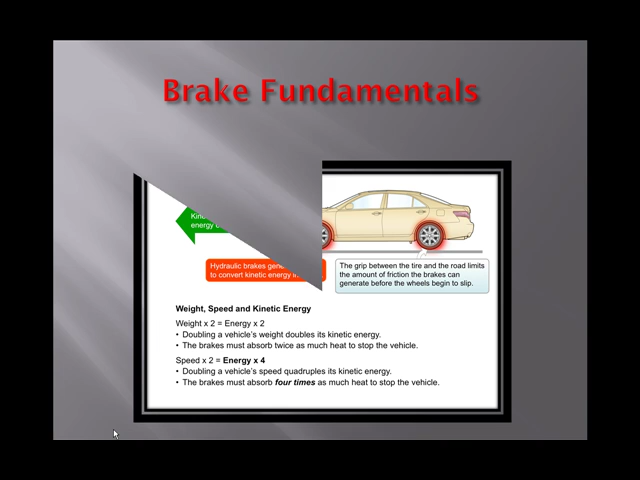 Brake Fundamentals
energy
Hydraulic brakes
to convert kinetic energy
The grip between the tire and the road limits
the amount of friction the brakes can
generate before the wheels begin to slip.
Weight, Speed and Kinetic Energy
Weight x 2 = Energy x 2
• Doubling a vehicle's weight doubles its kinetic energy.
• The brakes must absorb twice as much heat to stop the vehicle.
Speed x 2 = Energy x 4
• Doubling a vehicle's speed quadruples its kinetic energy.
• The brakes must absorb four times as much heat to stop the vehicle.